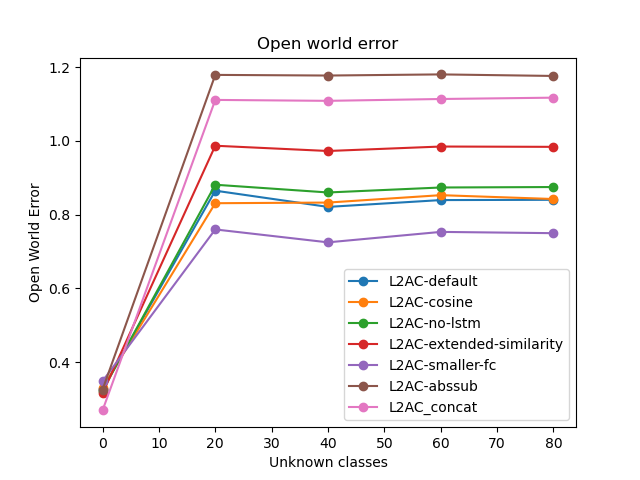 Open world error
Open World Error
1.2
1.0
0.8
0.6
0.4
0 10 20 30 40 50 60 70 80
Unknown classes
L2AC-default
L2AC-cosine
L2AC-no-lstm
L2AC-extended-similarity
L2AC-smaller-fc
L2AC-abssub
L2AC_concat